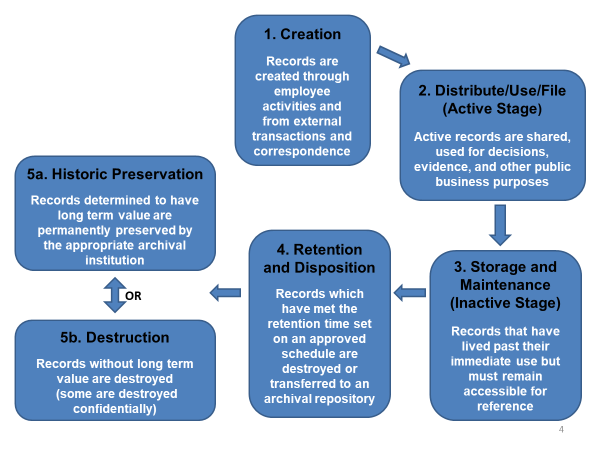 1. Creation
Records are
created through
employee
activities and
from external
transactions and
correspondence
2. Distribute/Use/File
(Active Stage)
Active records are shared,
used for decisions,
evidence, and other public
business purposes
3. Storage and
Maintenance
(Inactive Stage)
Records that have
lived past their
immediate use but
must remain
accessible for
reference
4. Retention
and Disposition
Records which
have met the
retention time set
on an approved
schedule are
destroyed or
transferred to an
archival repository
5a. Historic Preservation
Records determined to have
long term value are
permanently preserved by
the appropriate archival
institution
OR
5b. Destruction
Records without long term
value are destroyed
(some are destroyed
confidentially)
4